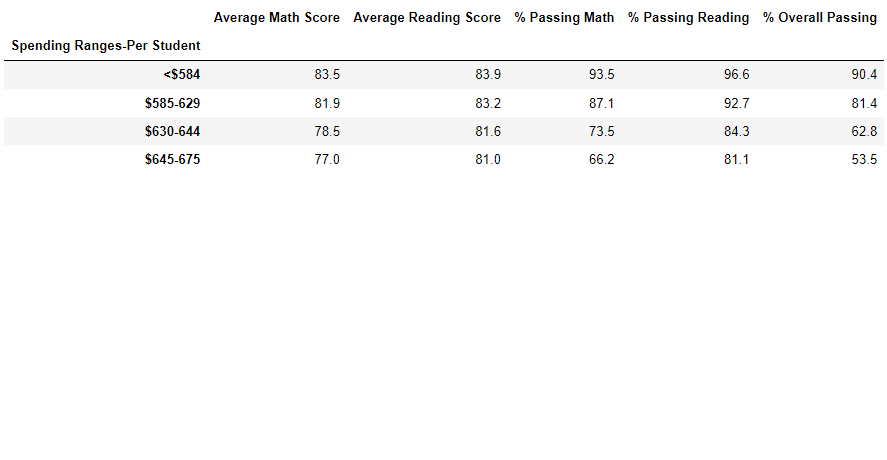 Average Math Score Average Reading Score % Passing Math % Passing Reading % Overall Passing
Spending Ranges-Per Student
<$584 83.5 83.9 93.5 96.6 90.4
$585-629 81.9 83.2 87.1 92.7 81.4
$630-644 78.5 81.6 73.5 84.3 62.8
$645-675 77.0 81.0 66.2 81.1 53.5